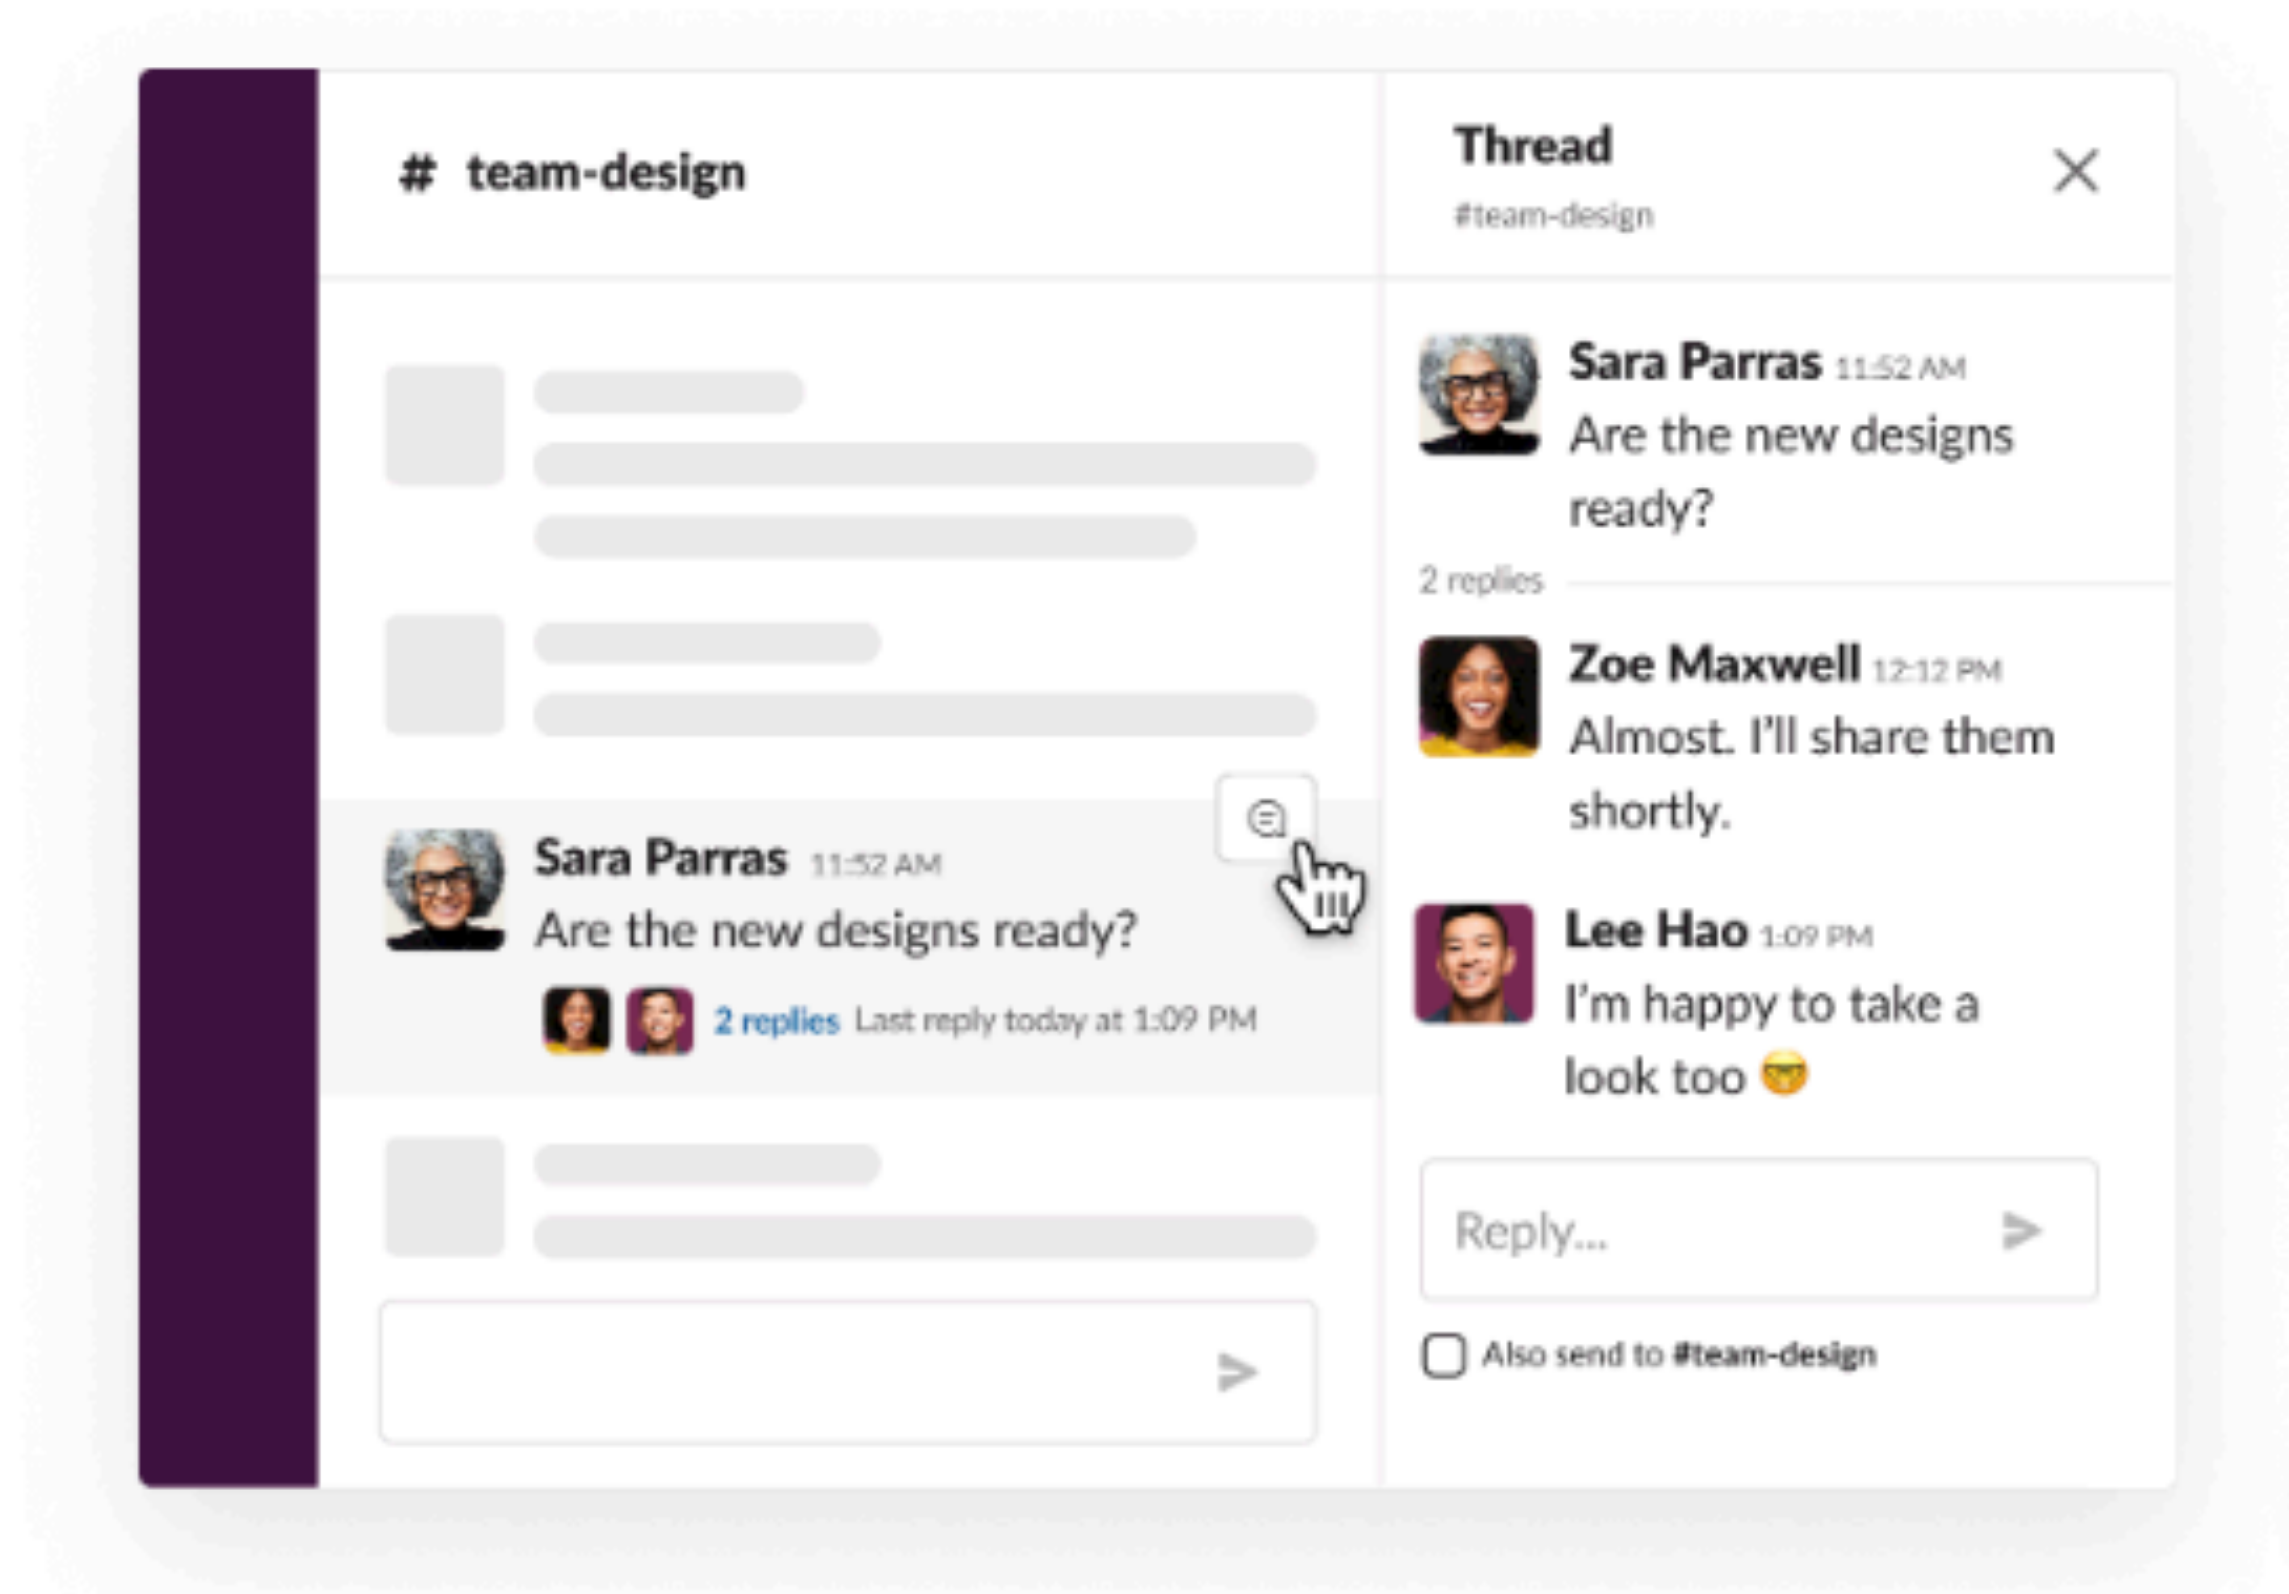 # team-design
Sara Parras 11:52 AM
Are the new designs ready?
2 replies Last reply today at 1:09 PM
Thread
#team-design
Sara Parras 11:52 AM
Are the new designs
ready?
2 replies
Zoe Maxwell 12:12 PM
Almost. I’ll share them
shortly.
Lee Hao 1:09 PM
I’m happy to take a
look too 🤓
Reply...
Also send to #team-design